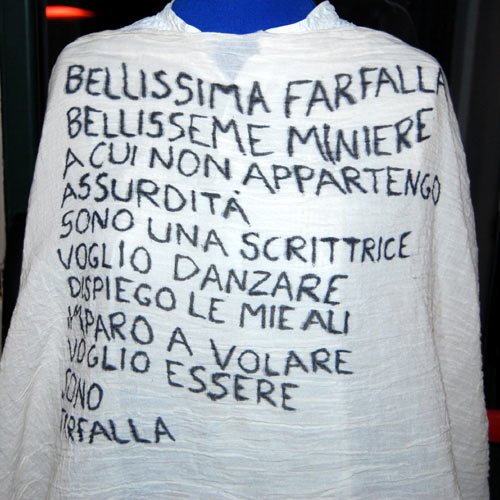 BELLISSIMA FARFALLA
BELLISSEME MINIERE
A CUI NON APPARTENGO
ASSURDITÀ
SONO UNA SCRITTRICE
VOGLIO DANZARE
DISPIEGO LE MIE ALI
IMPARO A VOLARE
VOGLIO ESSERE
SONO
FARFALLA